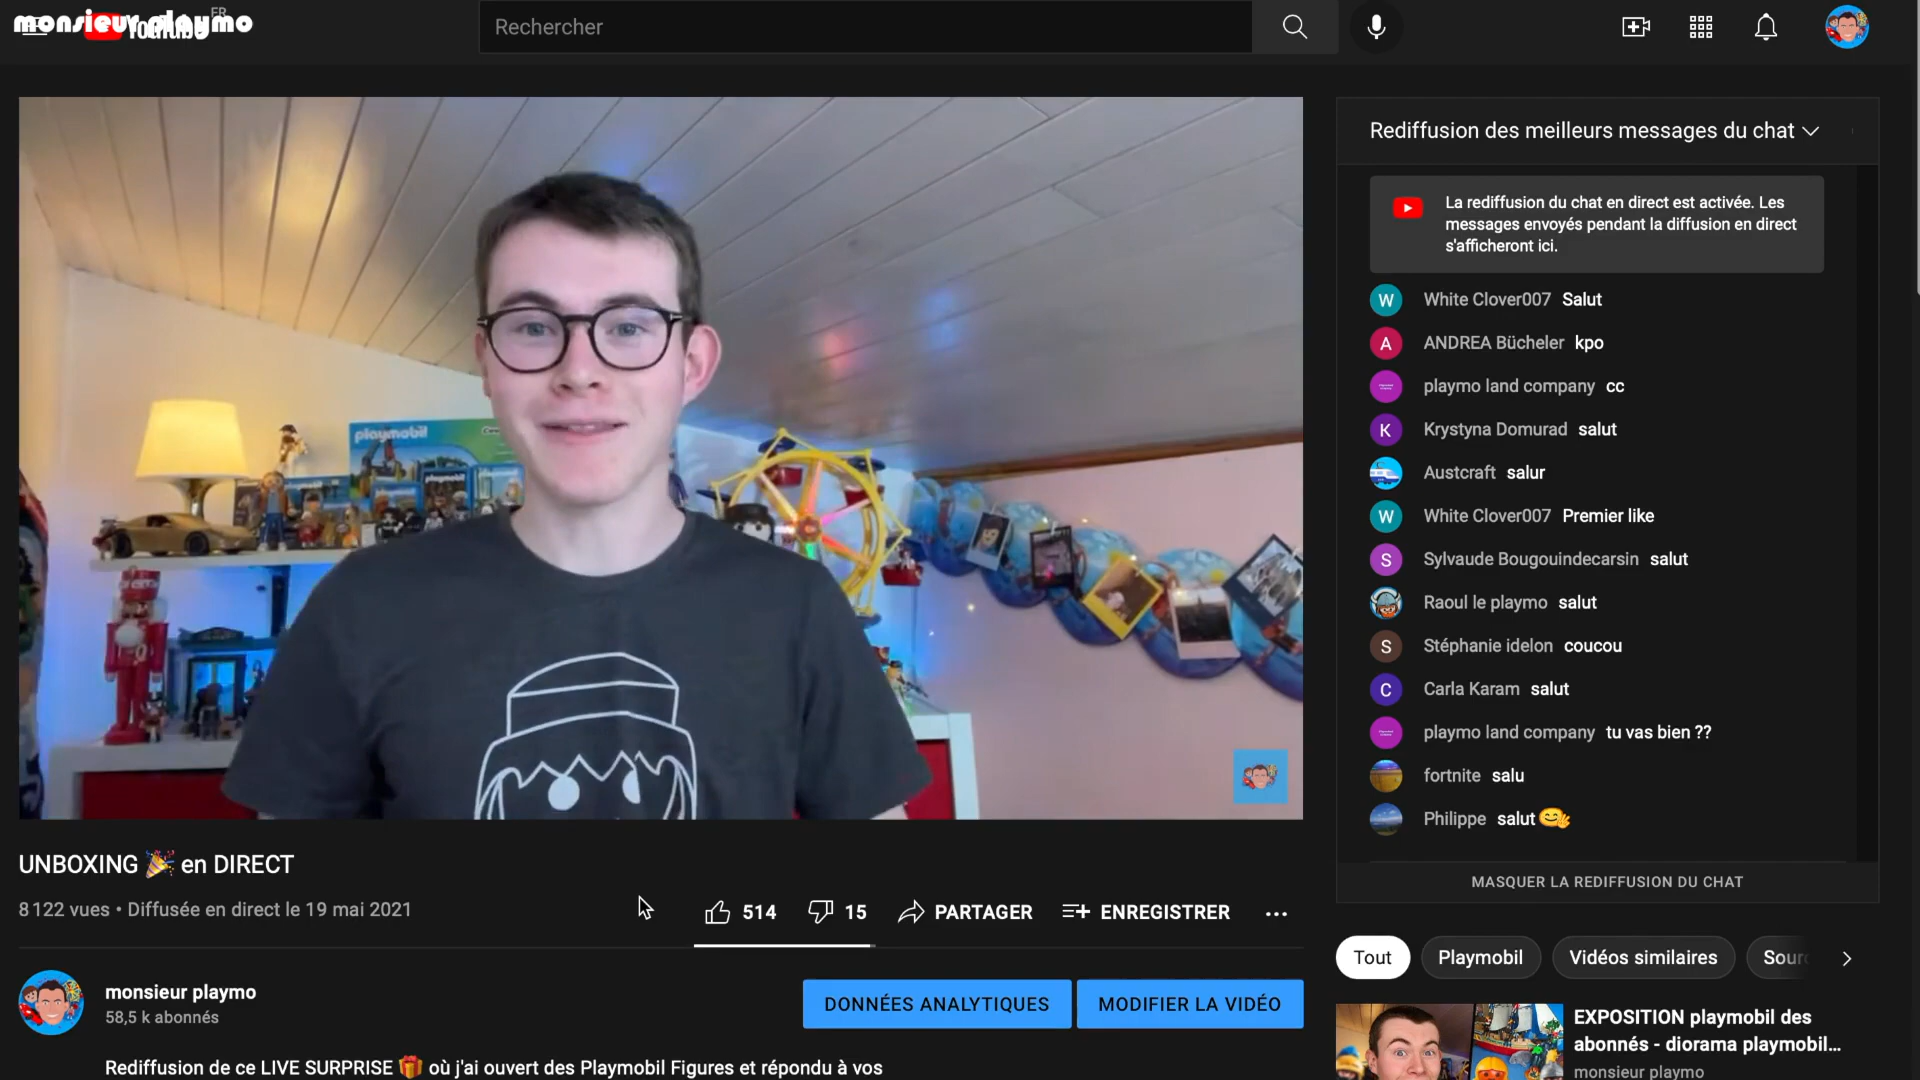 monsieur playmo
YouTube
FR
Rechercher
playmobil
Rediffusion des meilleurs messages du chat
La rediffusion du chat en direct est activée. Les
messages envoyés pendant la diffusion en direct
s'afficheront ici.
W White Clover007 Salut
A ANDREA Bücheler kpo
playmo land company cc
K Krystyna Domurad salut
Austcraft salur
W White Clover007 Premier like
S Sylvaude Bougouindecarsin salut
Raoul le playmo salut
S Stéphanie idelon coucou
C Carla Karam salut
playmo land company tu vas bien ??
fortnite salu
Philippe salut😊👋
MASQUER LA REDIFFUSION DU CHAT
UNBOXING 🎉 en DIRECT
8 122 vues • Diffusée en direct le 19 mai 2021
514
15
PARTAGER
ENREGISTRER
...
monsieur playmo
58,5 k abonnés
DONNÉES ANALYTIQUES
MODIFIER LA VIDÉO
Rediffusion de ce LIVE SURPRISE 🎁 où j'ai ouvert des Playmobil Figures et répondu à vos
Tout
Playmobil
Vidéos similaires
Sour
EXPOSITION playmobil des
abonnés - diorama playmobil...
monsieur playmo